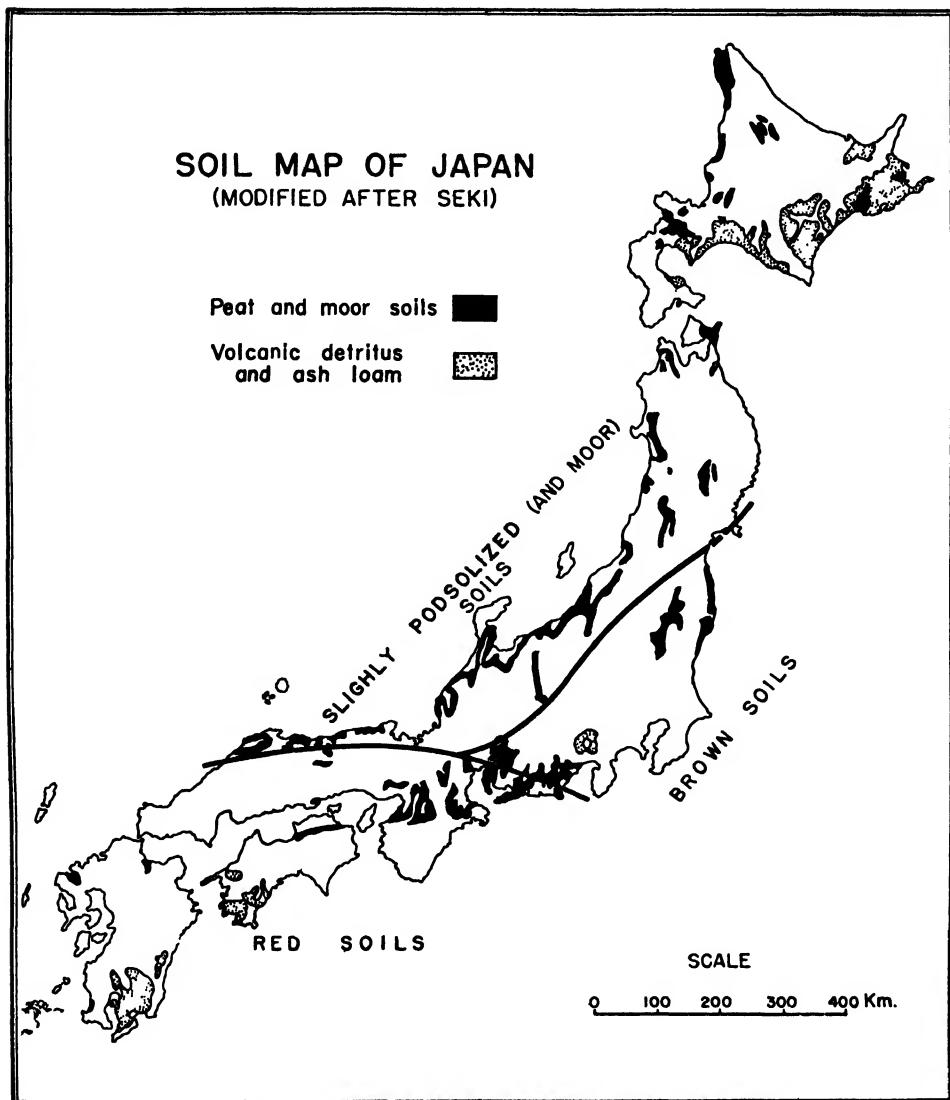 SOIL MAP OF JAPAN
(MODIFIED AFTER SEKI)
Peat and moor soils
Volcanic detritus
and ash loam
SLIGHLY PODSOLIZED (AND MOOR)
SOILS
BROWN SOILS
RED SOILS
SCALE
0 100 200 300 400 Km.